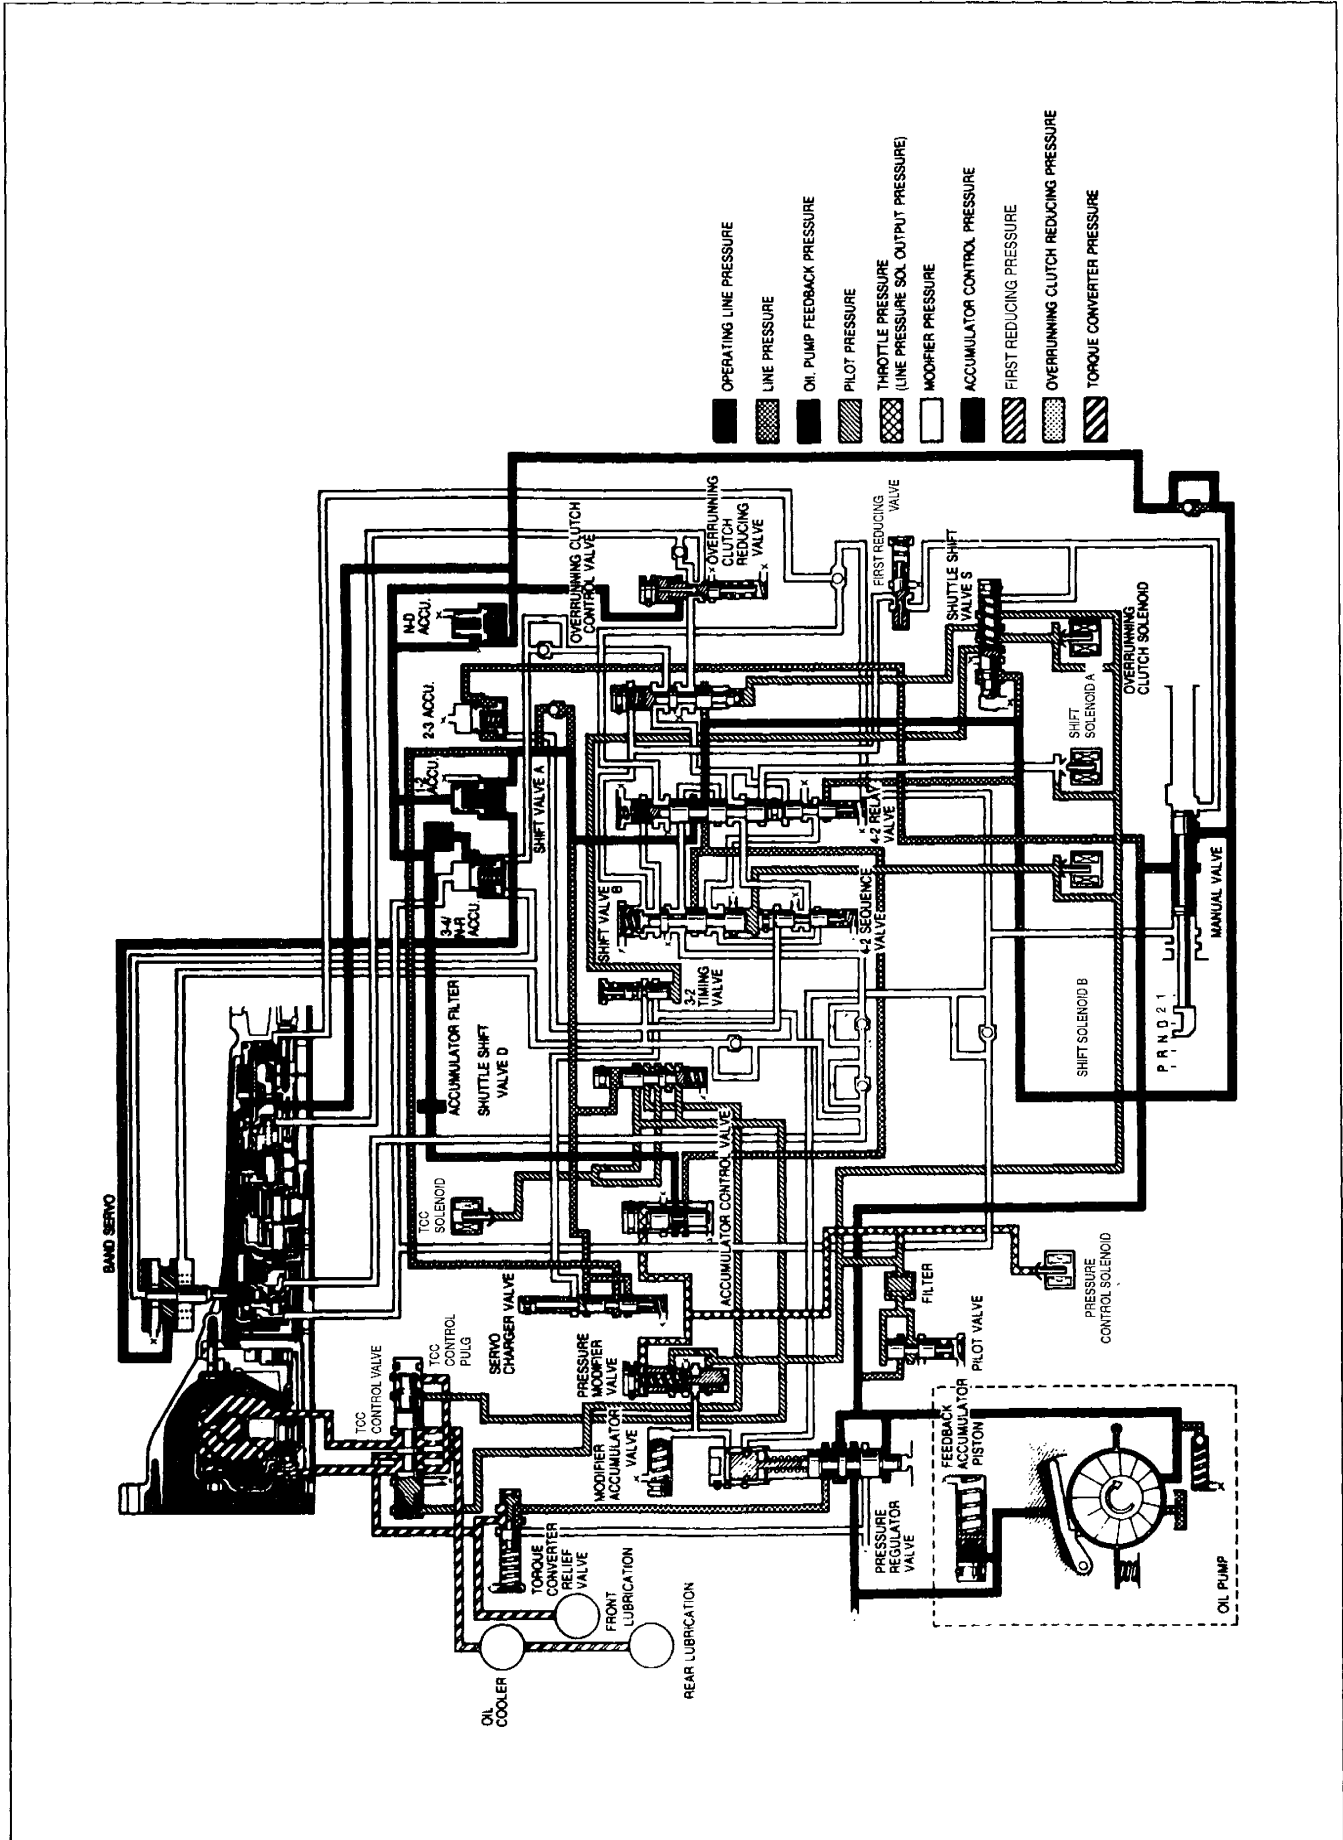 BAND SERVO
OIL
COOLER
TCC
CONTROL VALVE
TCC
CONTROL
PULG
TCC
SOLENOID
ACCUMULATOR FILTER
SHUTTLE SHIFT
VALVE D
3-4/
N-R
ACCU.
1-2
ACCU.
2-3 ACCU.
N-D
ACCU.
TORQUE
CONVERTER
RELIEF
VALVE
FRONT
LUBRICATION
REAR LUBRICATION
SERVO
CHARGER VALVE
PRESSURE
MODIFIER
VALVE
MODIFIER
ACCUMULATOR
VALVE
ACCUMULATOR CONTROL VALVE
3-2
TIMING
VALVE
SHIFT VALVE
B
SHIFT VALVE A
OVERRUNNING CLUTCH
CONTROL VALVE
OVERRUNNING
CLUTCH
REDUCING
VALVE
4-2 SEQUENCE
VALVE
4-2 RELAY
VALVE
FIRST REDUCING
VALVE
SHUTTLE SHIFT
VALVE S
PRESSURE
REGULATOR
VALVE
FEEDBACK
ACCUMULATOR
PISTON
PILOT VALVE
FILTER
PRESSURE
CONTROL SOLENOID
SHIFT SOLENOID B
SHIFT
SOLENOID A
OVERRUNNING
CLUTCH SOLENOID
OIL PUMP
P R N D 2 1
MANUAL VALVE
OPERATING LINE PRESSURE
LINE PRESSURE
OIL PUMP FEEDBACK PRESSURE
PILOT PRESSURE
THROTTLE PRESSURE
(LINE PRESSURE SOL OUTPUT PRESSURE)
MODIFIER PRESSURE
ACCUMULATOR CONTROL PRESSURE
FIRST REDUCING PRESSURE
OVERRUNNING CLUTCH REDUCING PRESSURE
TORQUE CONVERTER PRESSURE